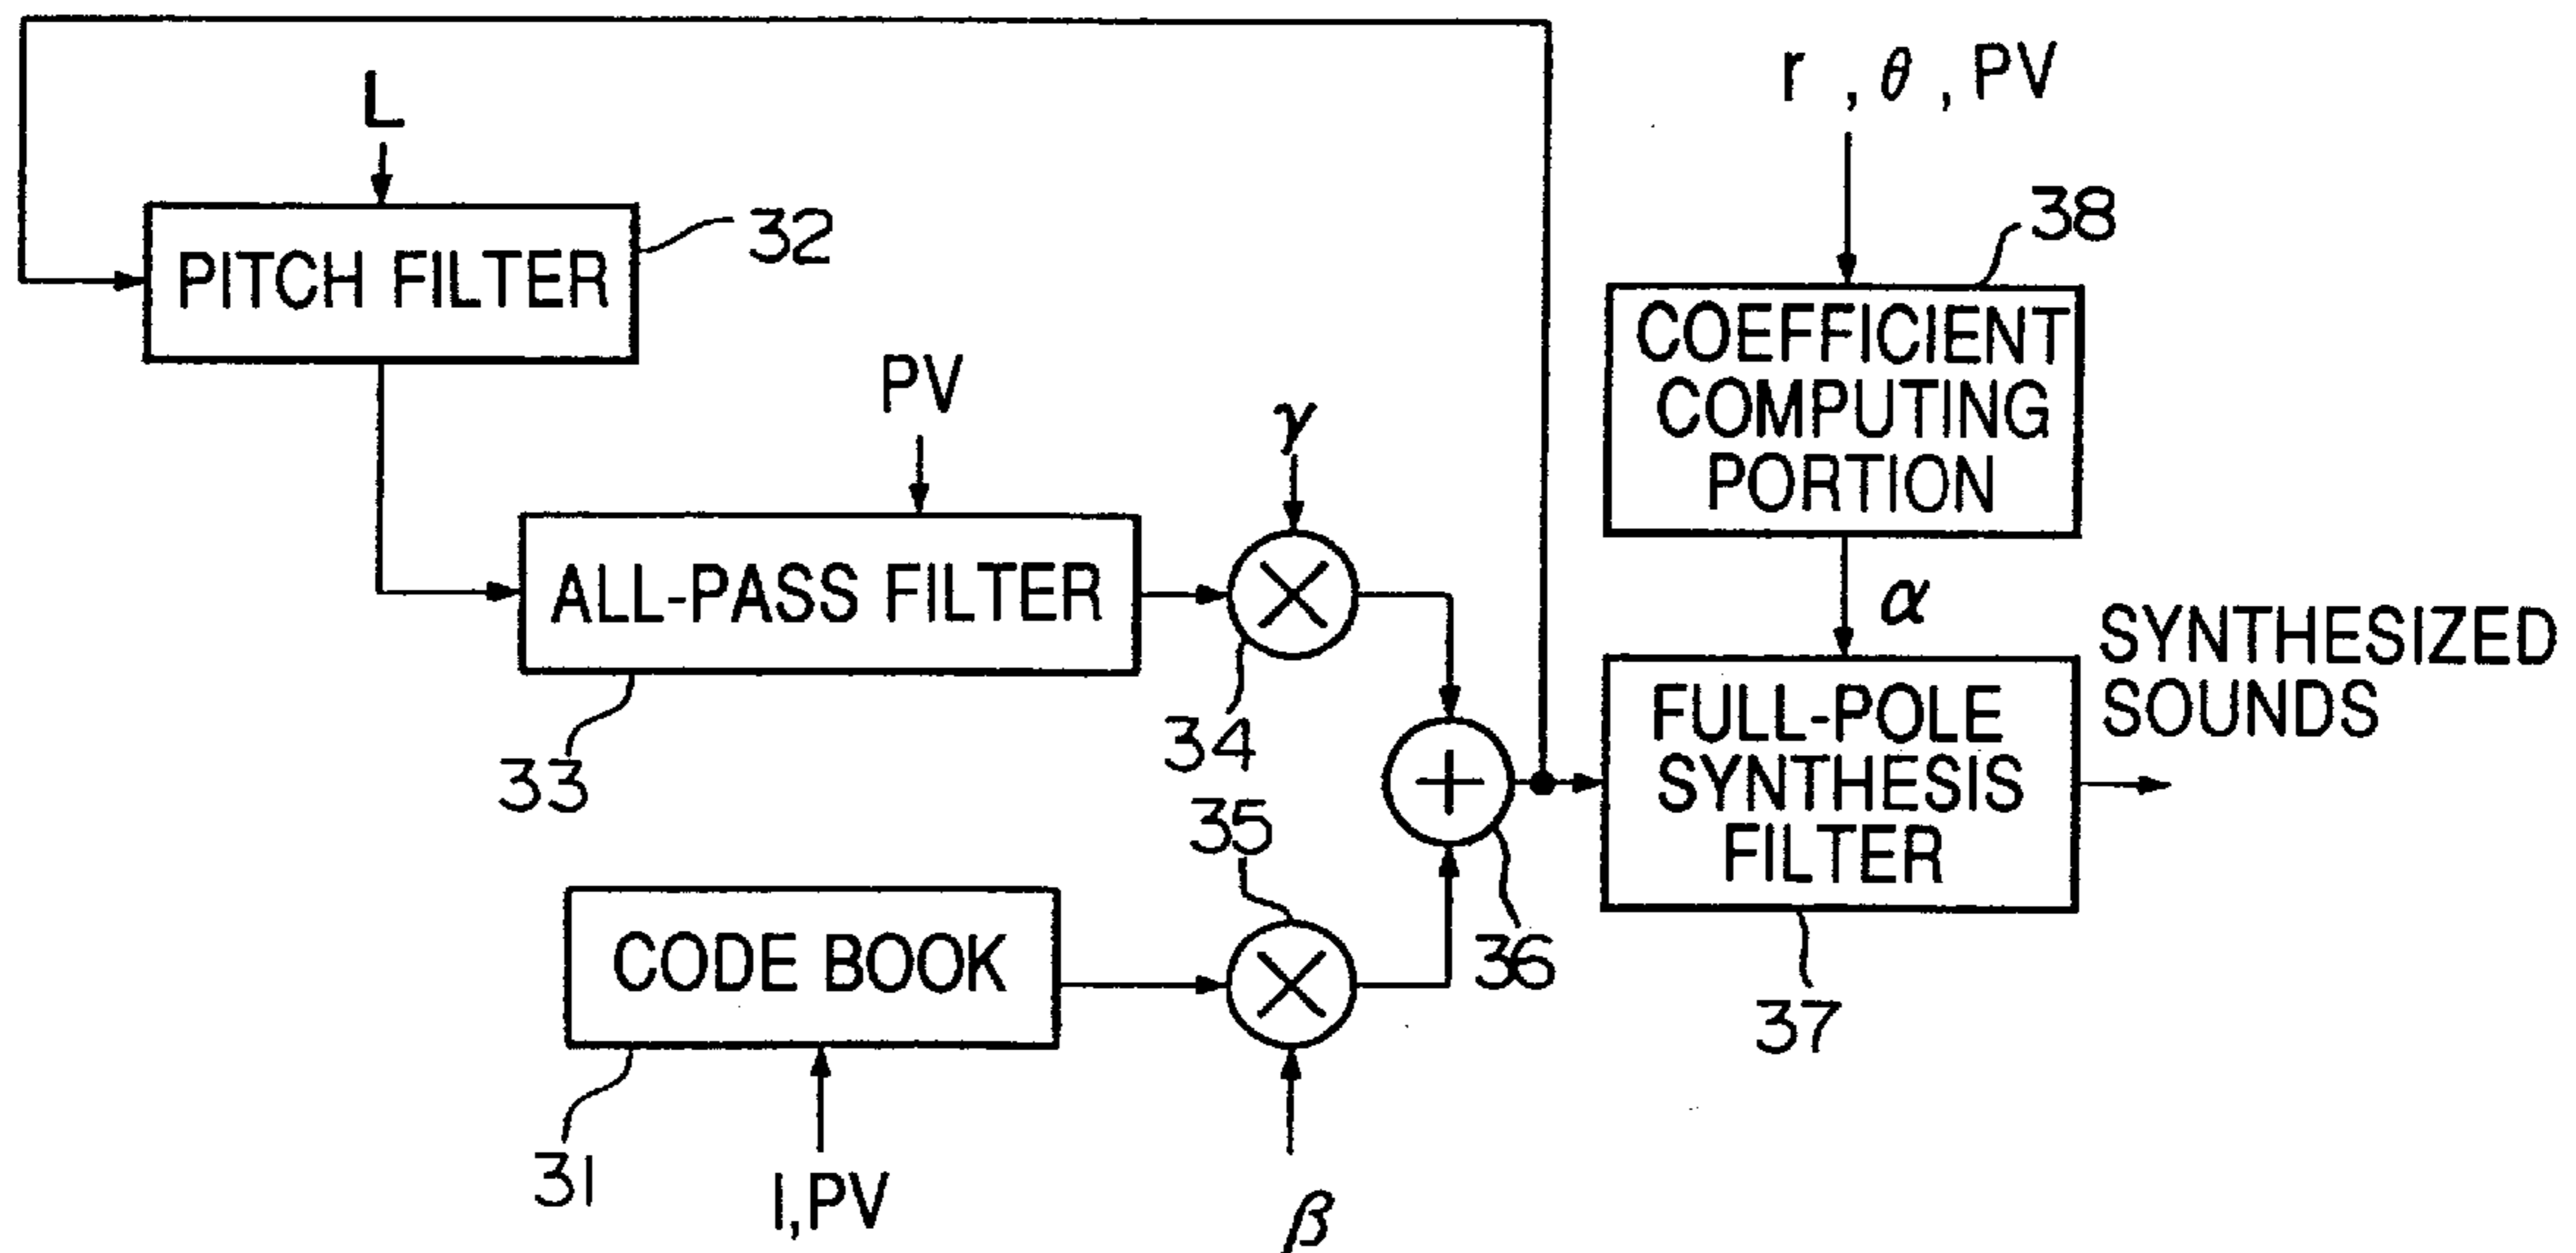 L
r , θ , PV
32
38
PITCH FILTER
COEFFICIENT
COMPUTING
PORTION
PV
γ
ALL-PASS FILTER
α
34
33
SYNTHESIZED
SOUNDS
FULL-POLE
SYNTHESIS
FILTER
35
36
CODE BOOK
37
31
I,PV
β